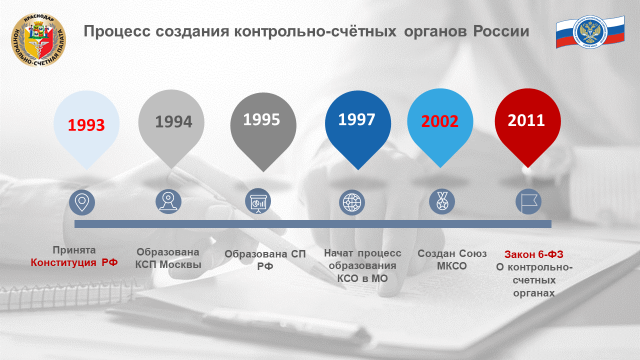 КРАСНОДАР
КОНТРОЛЬНО-СЧЕТНАЯ ПАЛАТА
Процесс создания контрольно-счётных органов России
1993
1994
1995
1997
2002
2011
Принята
Конституция РФ
Образована
КСП Москвы
Образована СП
РФ
Начат процесс
образования
КСО в МО
Создан Союз
МКСО
Закон 6-ФЗ
О контрольно-
счетных
органах